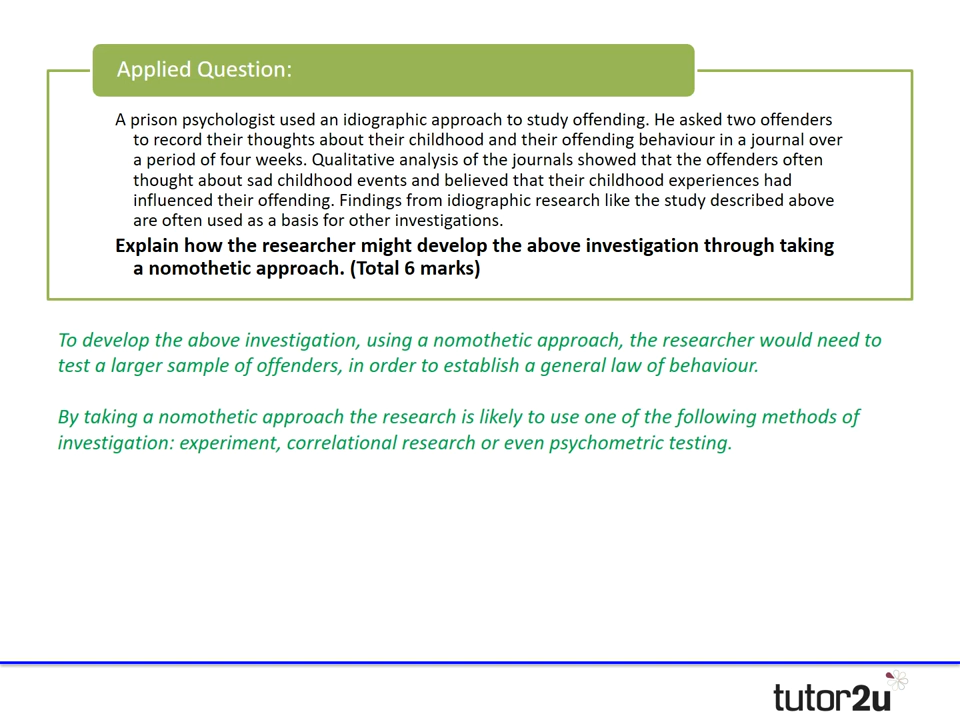 Applied Question:
A prison psychologist used an idiographic approach to study offending. He asked two offenders
to record their thoughts about their childhood and their offending behaviour in a journal over
a period of four weeks. Qualitative analysis of the journals showed that the offenders often
thought about sad childhood events and believed that their childhood experiences had
influenced their offending. Findings from idiographic research like the study described above
are often used as a basis for other investigations.
Explain how the researcher might develop the above investigation through taking
a nomothetic approach. (Total 6 marks)
To develop the above investigation, using a nomothetic approach, the researcher would need to
test a larger sample of offenders, in order to establish a general law of behaviour.
By taking a nomothetic approach the research is likely to use one of the following methods of
investigation: experiment, correlational research or even psychometric testing.
tutor2u